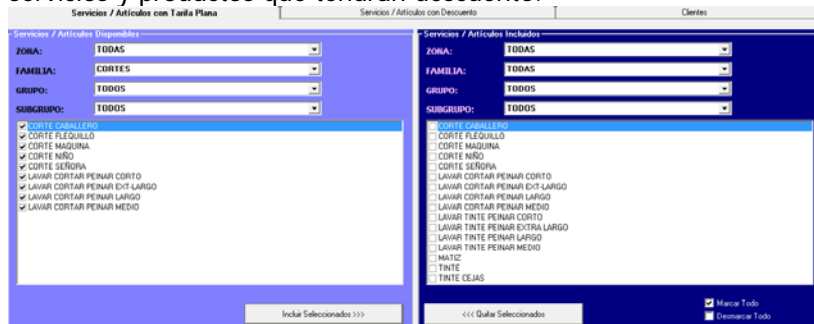 servicios y productos que tendrán descuento.
Servicios / Artículos con Tarifa Plana
Servicios / Artículos con Descuento
Clientes
Servicios / Artículos Disponibles
ZONA: TODAS
FAMILIA: CORTES
GRUPO: TODOS
SUBGRUPO: TODOS
CORTE CABALLERO
CORTE FLEQUILLO
CORTE MAQUINA
CORTE NIÑO
CORTE SEÑORA
LAVAR CORTAR PEINAR CORTO
LAVAR CORTAR PEINAR EXT-LARGO
LAVAR CORTAR PEINAR LARGO
LAVAR CORTAR PEINAR MEDIO
Incluir Seleccionados >>>
Servicios / Artículos Incluidos
ZONA: TODAS
FAMILIA: TODAS
GRUPO: TODOS
SUBGRUPO: TODOS
CORTE CABALLERO
CORTE FLEQUILLO
CORTE MAQUINA
CORTE NIÑO
CORTE SEÑORA
LAVAR CORTAR PEINAR CORTO
LAVAR CORTAR PEINAR EXT-LARGO
LAVAR CORTAR PEINAR LARGO
LAVAR CORTAR PEINAR MEDIO
LAVAR TINTE PEINAR CORTO
LAVAR TINTE PEINAR EXTRA LARGO
LAVAR TINTE PEINAR LARGO
LAVAR TINTE PEINAR MEDIO
MATIZ
TINTE
TINTE CEJAS
<<< Quitar Seleccionados
Marcar Todo
Desmarcar Todo